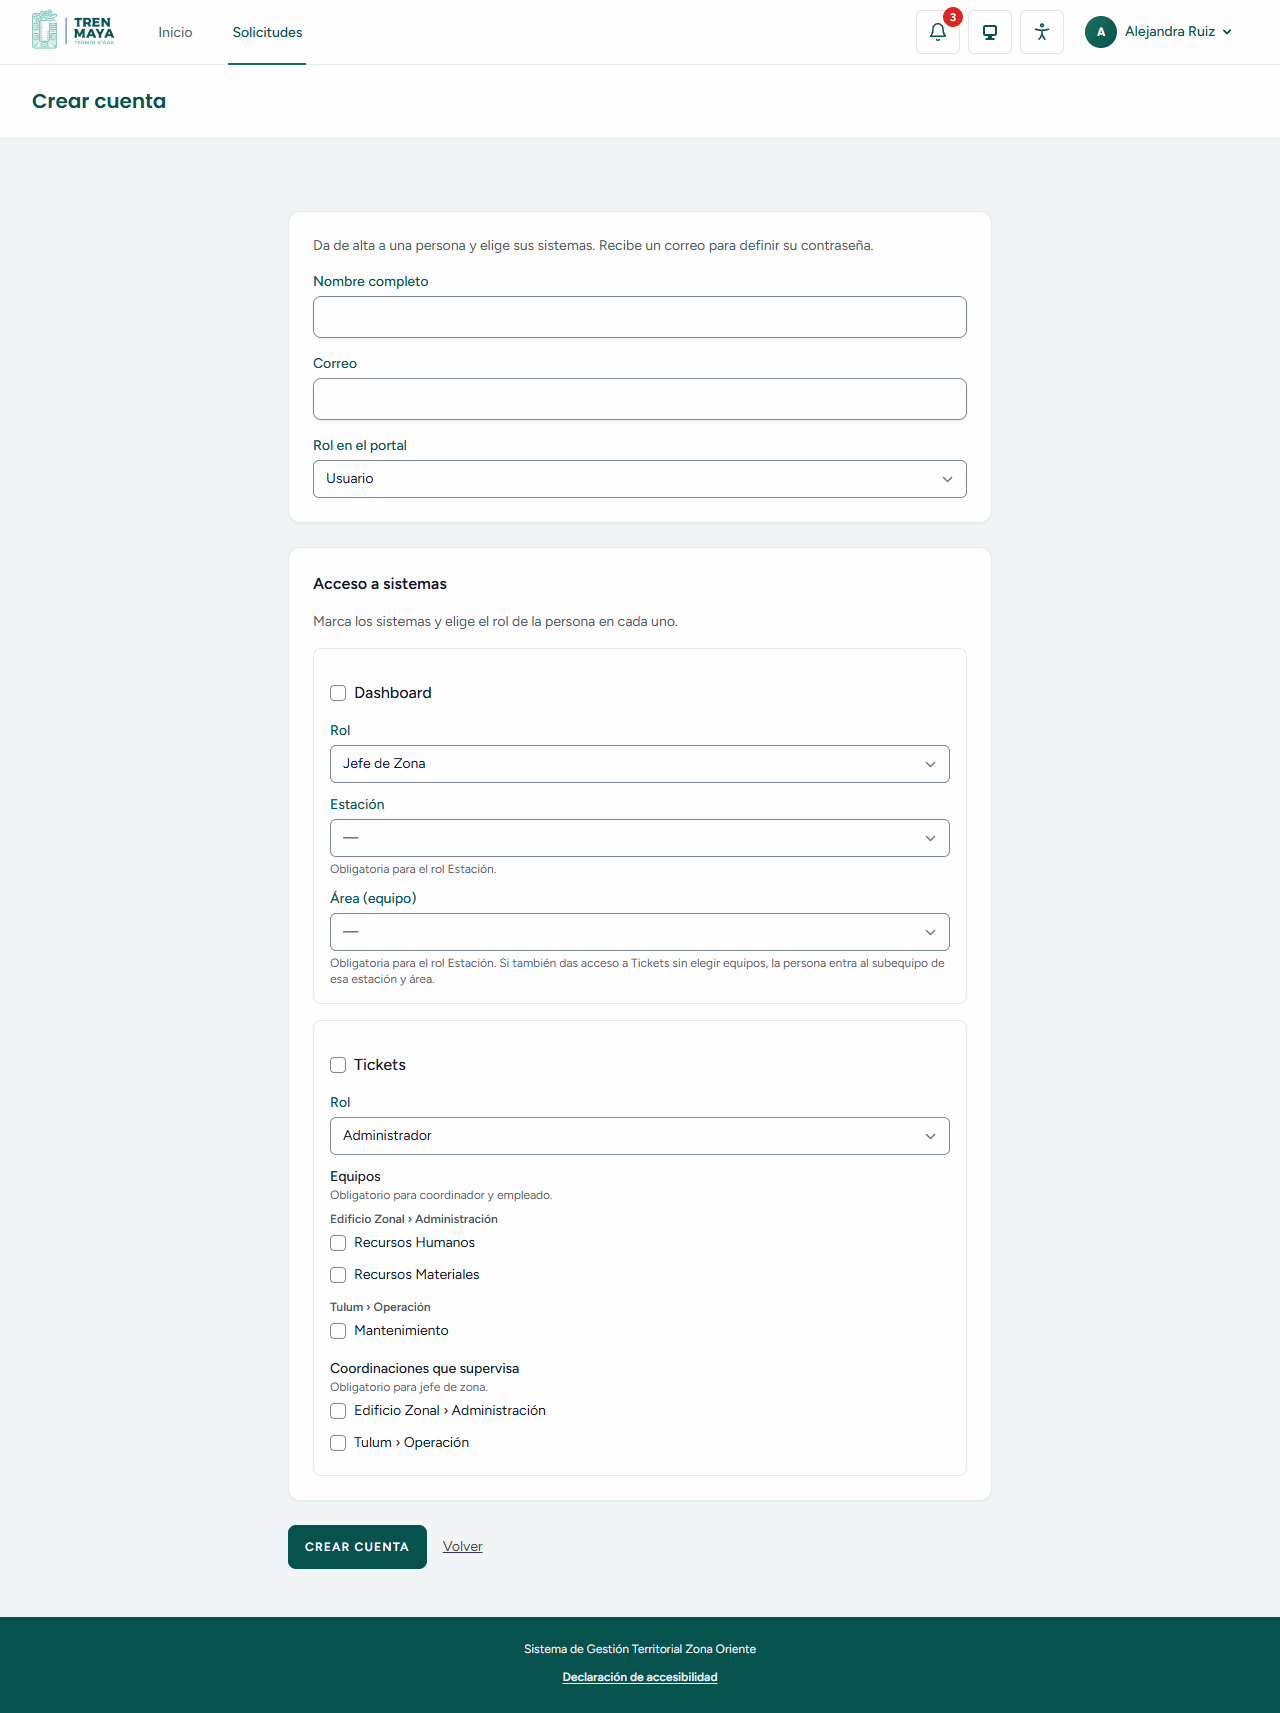 TREN
MAYA
TSÍIMIN K'ÁAK
Inicio
Solicitudes
3
A
Alejandra Ruiz
Crear cuenta
Da de alta a una persona y elige sus sistemas. Recibe un correo para definir su contraseña.
Nombre completo
Correo
Rol en el portal
Usuario
Acceso a sistemas
Marca los sistemas y elige el rol de la persona en cada uno.
Dashboard
Rol
Jefe de Zona
Estación
—
Obligatoria para el rol Estación.
Área (equipo)
—
Obligatoria para el rol Estación. Si también das acceso a Tickets sin elegir equipos, la persona entra al subequipo de
esa estación y área.
Tickets
Rol
Administrador
Equipos
Obligatorio para coordinador y empleado.
Edificio Zonal › Administración
Recursos Humanos
Recursos Materiales
Tulum › Operación
Mantenimiento
Coordinaciones que supervisa
Obligatorio para jefe de zona.
Edificio Zonal › Administración
Tulum › Operación
CREAR CUENTA
Volver
Sistema de Gestión Territorial Zona Oriente
Declaración de accesibilidad